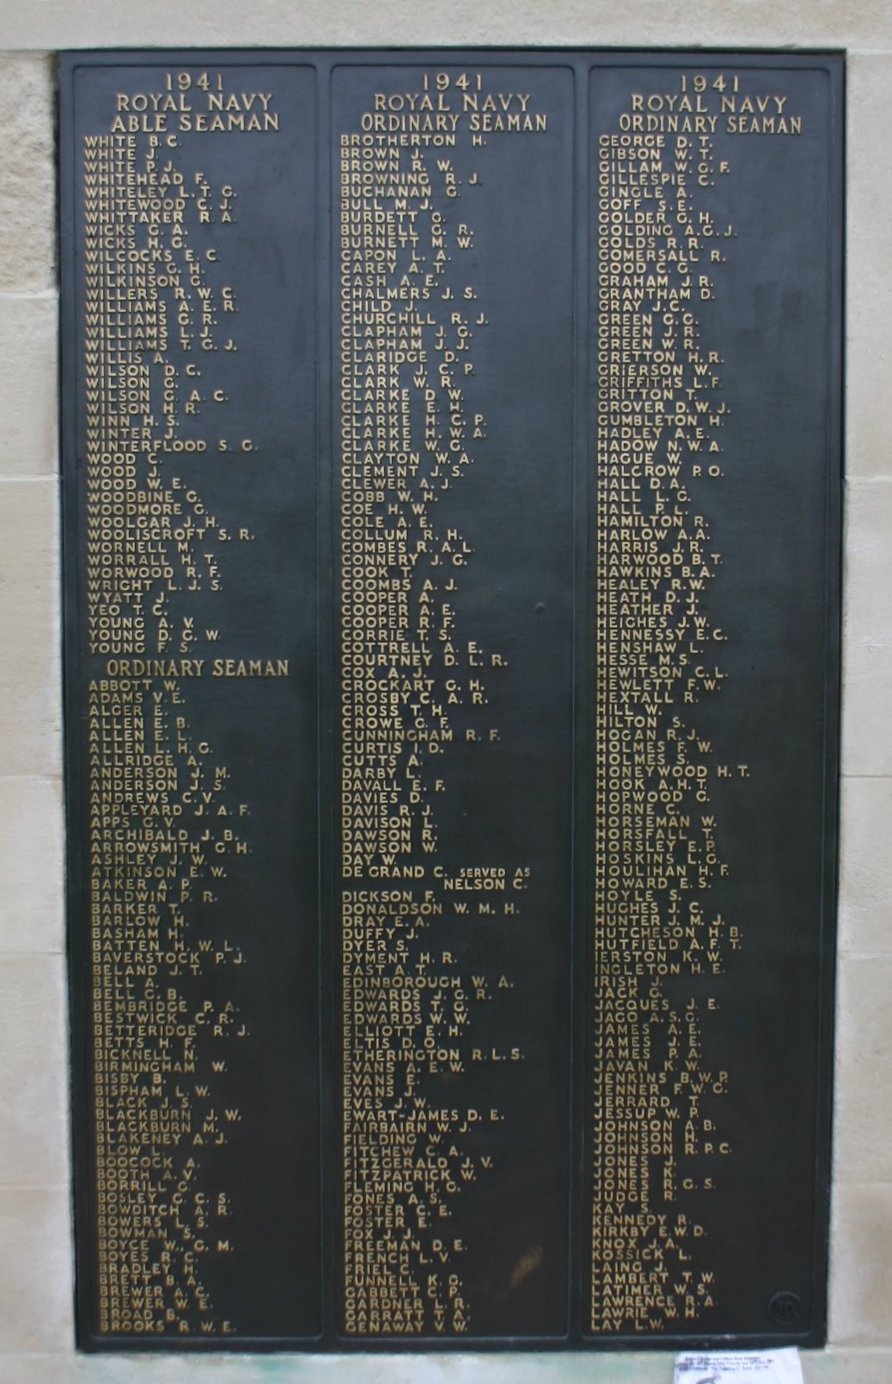 1941
ROYAL NAVY
ABLE SEAMAN
WHITE B.C.
WHITE J.
WHITE P.J.
WHITEHEAD F.
WHITELEY L.T.G.
WHITEWOOD C.J.
WHITTAKER R.A.
WICKS G.
WICKS H.G.
WILCOCKS E.C.
WILKINS G.H.
WILKINSON G.
WILLERS R.W.C.
WILLIAMS A.E.R.
WILLIAMS G.R.
WILLIAMS L.J.
WILLIAMS T.G.J.
WILLIS A.
WILSON D.C.
WILSON G.
WILSON G.A.C.
WILSON H.R.
WINN H.S.
WINTER J.
WINTERFLOOD S.G.
WOOD C.
WOOD J.
WOOD W.E.
WOODBINE G.
WOODMORE G.
WOOLGAR J.H.
WOOLISCROFT S.R.
WORNELL M.
WORRALL H.T.
WORWOOD R.F.
WRIGHT L.J.S.
WYATT J.
YEO T.C.
YOUNG A.V.
YOUNG D.G.W.
YOUNG F.S.
ORDINARY SEAMAN
ABBOTT W.
ADAMS V.E.
ALGER E.
ALLEN E.B.
ALLEN E.L.
ALLEN L.H.G.
ALLRIDGE A.
ANDERSON J.M.
ANDERSON J.S.
ANDREWS C.V.
APPLEYARD J.A.F.
APPS G.V.
ARCHIBALD J.B.
ARROWSMITH G.H.
ASHLEY J.W.
ATKINSON E.W.
BAKER A.P.
BALDWIN P.R.
BARKER T.
BARLOW H.
BASHAM H.
BATTEN H.W.L.
BAVERSTOCK P.J.
BELAND J.T.
BELL A.
BELL G.B.
BEMBRIDGE P.A.
BESTWICK C.R.
BETTERIDGE R.J.
BETTS H.F.
BICKNELL N.
BIRMINGHAM W.
BISBY B.
BISPHAM L.W.
BLACK J.S.
BLACKBURN J.W.
BLACKBURN M.
BLAKENEY A.J.
BLOW L.
BOOCOCK A.
BOOTH A.V.
BORRILL G.
BOSLEY C.C.S.
BOWDITCH A.R.
BOWERS L.S.
BOWMAN S.
BOYCE W.G.M.
BOYES R.C.
BRADLEY H.
BRETT B.A.
BREWER A.C.
BREWER W.E.
BROAD B.
BROOKS R.W.E.
1941
ROYAL NAVY
ORDINARY SEAMAN
BROTHERTON H.
BROWN J.
BROWN R.W.
BROWNING R.J.
BUCHANAN G.
BULL M.J.
BURDETT G.
BURNELL G.R.
BURNETT M.W.
CAPON L.A.
CAREY A.T.
CASH A.E.
CHALMERS J.S.
CHILD J.
CHURCHILL R.J.
CLAPHAM J.G.
CLAPHAM J.J.
CLARIDGE D.
CLARK J.C.P.
CLARK W.R.
CLARKE D.W.
CLARKE E.H.
CLARKE H.C.P.
CLARKE H.W.A.
CLARKE W.G.
CLAYTON W.A.
CLEMENT J.S.
CLEWER A.J.
COBB W.H.
COE H.W.
COLE A.E.
COLLUM R.H.
COMBES R.A.L.
CONNERY J.G.
COOK T.
COOMBS A.J.
COOPER A.
COOPER A.E.
COOPER R.F.
CORRIE T.S.
COTTRELL A.E.
COURTNEY D.L.R.
COX A.J.
CROCKART G.H.
CROSBY C.A.R.
CROSS T.H.
CROWE G.F.
CUNNINGHAM R.F.
CURTIS I.D.
CUTTS A.
DARBY L.
DAVALL E.F.
DAVIES D.
DAVIS R.J.
DAVISON L.
DAWSON R.
DAWSON W.
DAY W.
DE GRAND C. SERVED AS
NELSON C.
DICKSON F.
DONALDSON W.M.H.
DRAY E.A.
DUFFY J.
DYER S.
DYMENT H.R.
EAST A.T.
EDINBOROUGH W.A.
EDWARDS J.G.R.
EDWARDS T.G.
EDWARDS W.W.
ELLIOTT E.H.
ELTIS D.O.
ETHERINGTON R.L.S.
EVANS A.E.W.
EVANS E.
EVANS J.
EVES J.W.
EWART-JAMES D.E.
FAIRBAIRN W.J.
FIELDING W.
FITCHEW C.A.
FITZGERALD J.V.
FITZPATRICK W.
FLEMING H.G.
FONES A.S.
FOSTER C.E.
FOSTER E.
FOX J.J.
FREEMAN D.E.
FRENCH L.V.
FRIEL G.
FUNNELL K.G.
GABBETT C.P.
GARDNER L.R.
GARRATT T.A.
GENAWAY V.W.
1941
ROYAL NAVY
ORDINARY SEAMAN
GEORGE D.T.
GIBSON W.T.
GILLAM W.G.F.
GILLESPIE C.
GINGLE A.
GOFF S.E.
GOLDER G.H.
GOLDING A.G.J.
GOLDS R.R.
GOMERSALL R.
GOOD C.G.
GRAHAM J.R.
GRANTHAM D.
GRAY J.C.
GREEN G.G.
GREEN J.R.
GREEN W.J.
GRETTON H.R.
GRIERSON W.
GRIFFITHS L.F.
GRITTON T.
GROVER D.W.J.
GUMBLETON H.
HADLEY A.E.
HADOW N.W.A.
HAGUE W.
HALCROW P.O.
HALL D.A.
HALL L.G.
HALL P.L.
HAMILTON R.
HARLOW A.A.
HARRIS J.R.
HARWOOD B.T.
HAWKINS B.A.
HEALEY R.W.
HEATH D.J.
HEATHER J.
HEIGHES J.W.
HENNESSY E.C.
HENSHAW L.
HESSE M.S.
HEWITSON C.L.
HEWLETT F.W.
HEXTALL R.
HILL W.
HILTON S.
HOGAN R.J.
HOLMES F.W.
HOLMES S.
HONEYWOOD H.T.
HOOK A.H.T.
HOPWOOD G.
HORNE C.
HORSEMAN W.
HORSFALL T.
HORSLEY E.P.
HOSKINS L.G.
HOULIHAN H.F.
HOWARD E.S.
HOYLE S.
HUGHES J.C.
HUNTER J.M.J.
HUTCHESON H.B.
HUTFIELD A.F.T.
IERSTON K.W.
INGLETON H.E.
IRISH J.
JACK G.
JACQUES J.E.
JAGO A.S.G.
JAMES A.E.
JAMES J.E.
JAMES P.A.
JAVAN K.W.
JENKINS B.W.P.
JENNER F.W.G.
JERRARD T.
JESSUP W.P.
JOHNSON A.B.
JOHNSON H.
JOHNSON R.P.C.
JONES J.
JONES K.
JONES R.G.S.
JUDGE R.
KAY S.
KENNEDY R.
KIRKBY E.W.D.
KNOX J.A.
KOSSICK L.
LAING J.
LAMBERT T.W.
LATIMER W.S.
LAWRENCE R.A.
LAWRIE W.H.
LAY L.W.